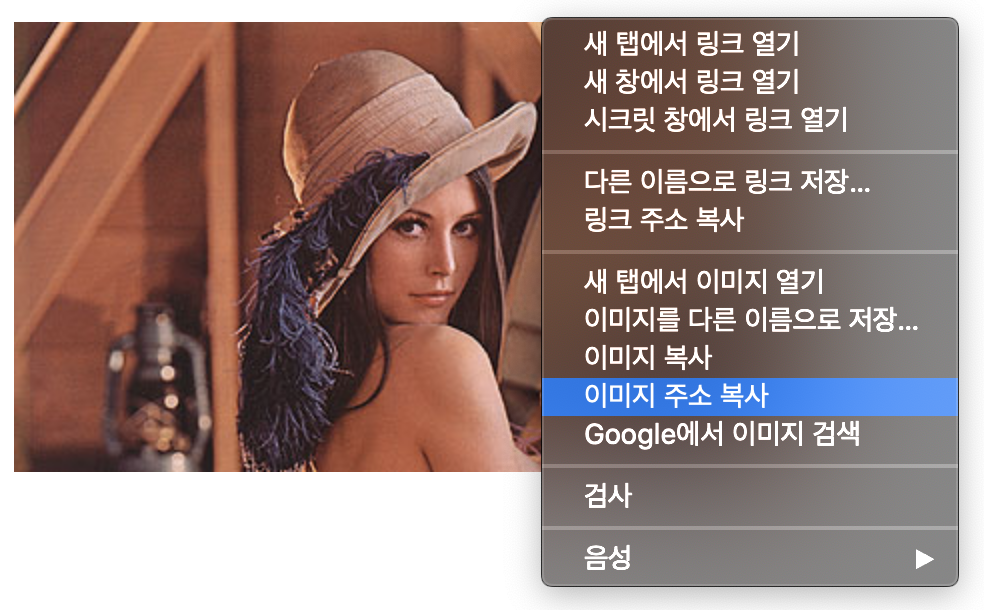 새 탭에서 링크 열기
새 창에서 링크 열기
시크릿 창에서 링크 열기
다른 이름으로 링크 저장...
링크 주소 복사
새 탭에서 이미지 열기
이미지를 다른 이름으로 저장...
이미지 복사
이미지 주소 복사
Google에서 이미지 검색
검사
음성